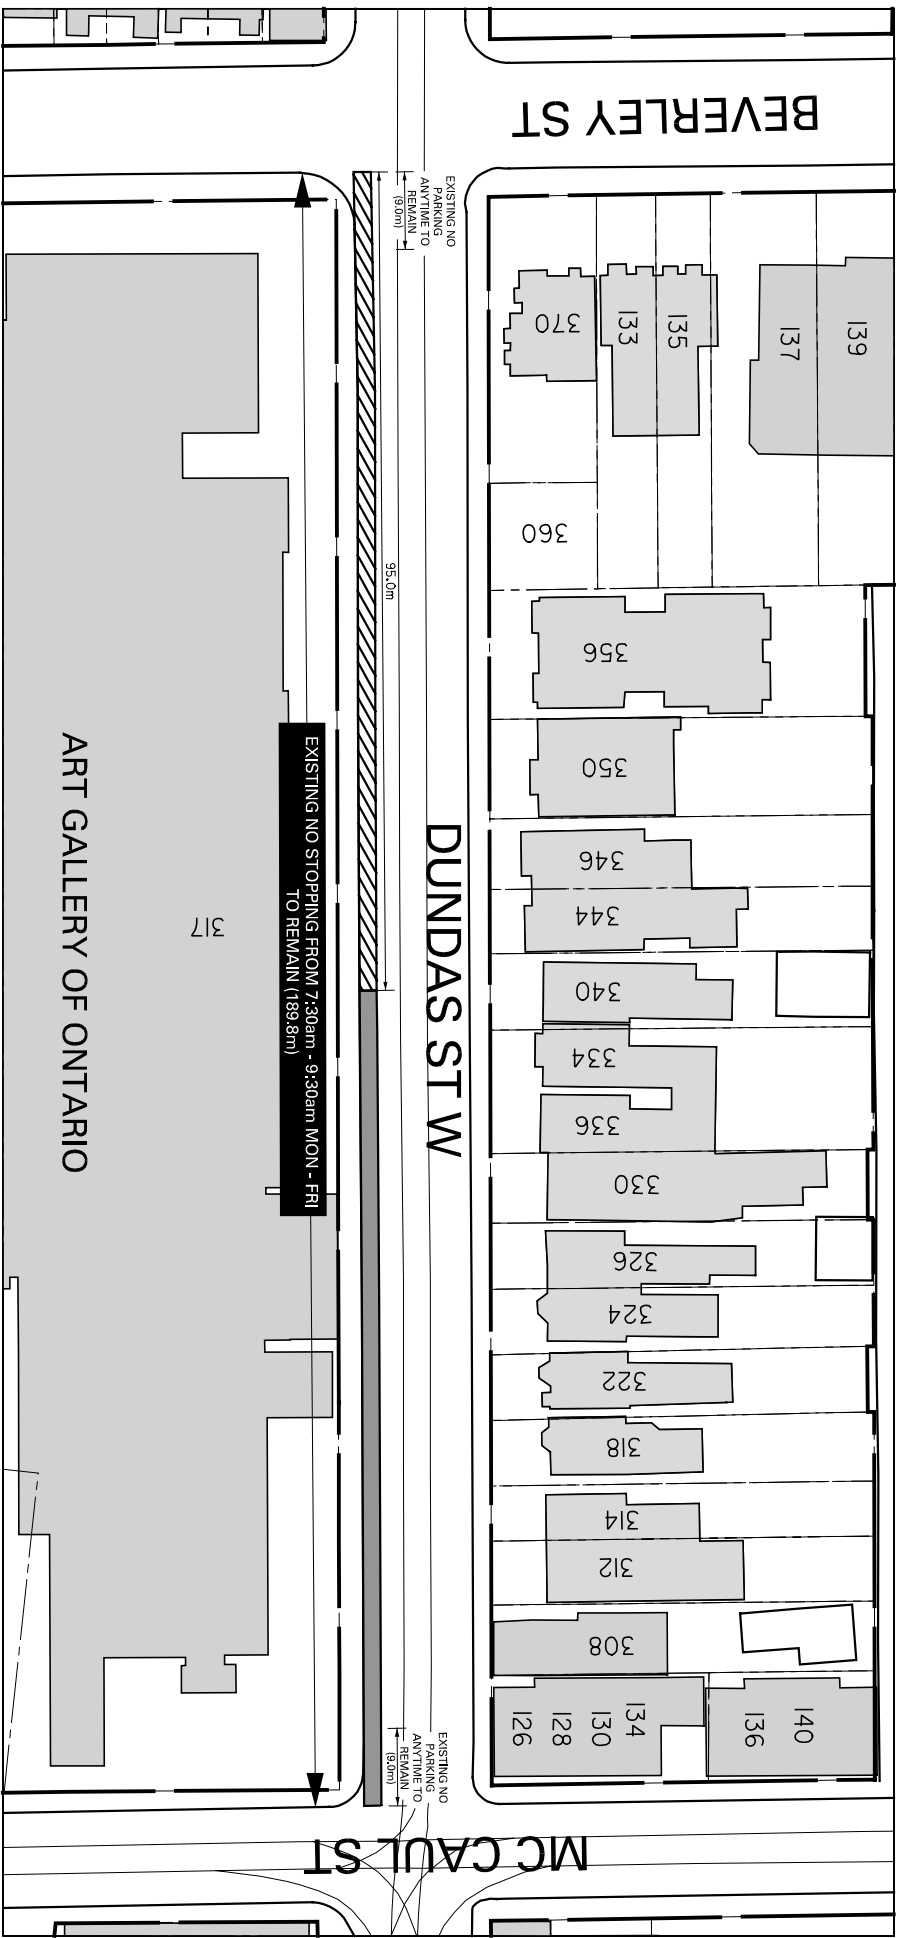 BEVERLEY ST
EXISTING NO
PARKING
ANYTIME TO
REMAIN
(9.0m)
370
133
135
137
139
360
95.0m
356
350
346
344
340
334
336
330
326
324
322
318
314
312
308
126
128
130
134
136
140
DUNDAS ST W
EXISTING NO STOPPING FROM 7:30am - 9:30am MON - FRI
TO REMAIN (189.8m)
317
ART GALLERY OF ONTARIO
EXISTING NO
PARKING
ANYTIME TO
REMAIN
(9.0m)
MC CAUL ST